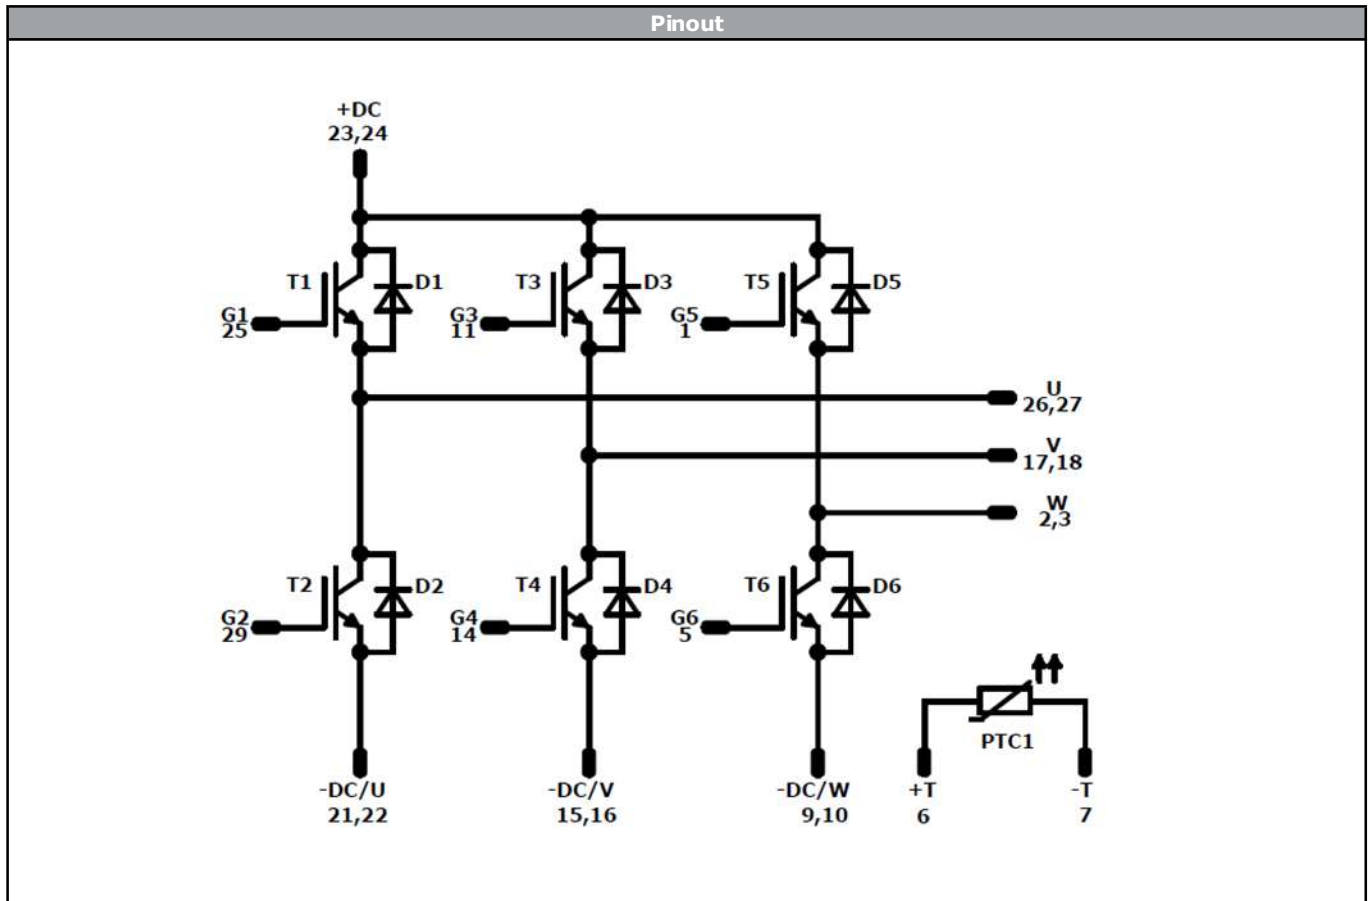 Pinout
+DC
23,24
T1
D1
T3
D3
T5
D5
G1
25
G3
11
G5
1
U
26,27
V
17,18
W
2,3
T2
D2
T4
D4
T6
D6
G2
29
G4
14
G6
5
PTC1
-DC/U
21,22
-DC/V
15,16
-DC/W
9,10
+T
6
-T
7